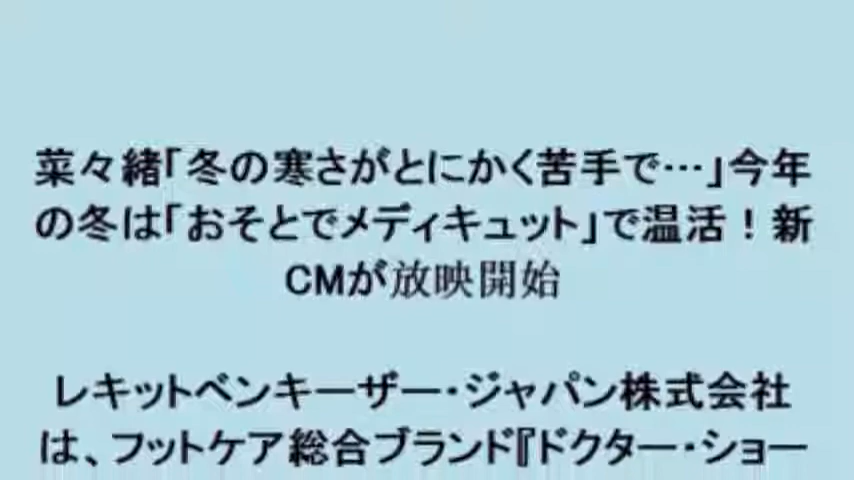 菜々緒「冬の寒さがとにかく苦手で…」今年
の冬は「おそとでメディキュット」で温活！新
CMが放映開始
レキットベンキーザー・ジャパン株式会社
は、フットケア総合ブランド『ドクター・ショー